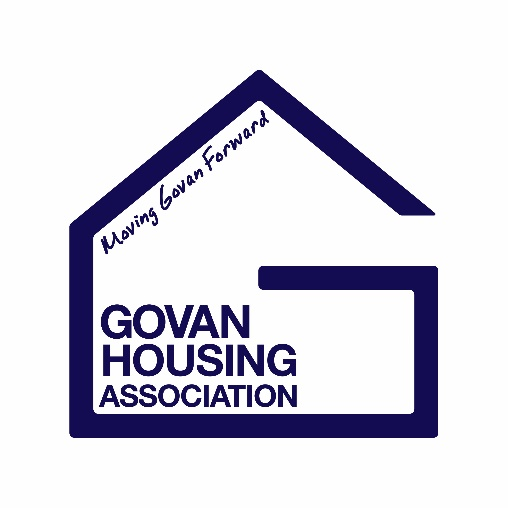 Moving Govan Forward
GOVAN
HOUSING
ASSOCIATION